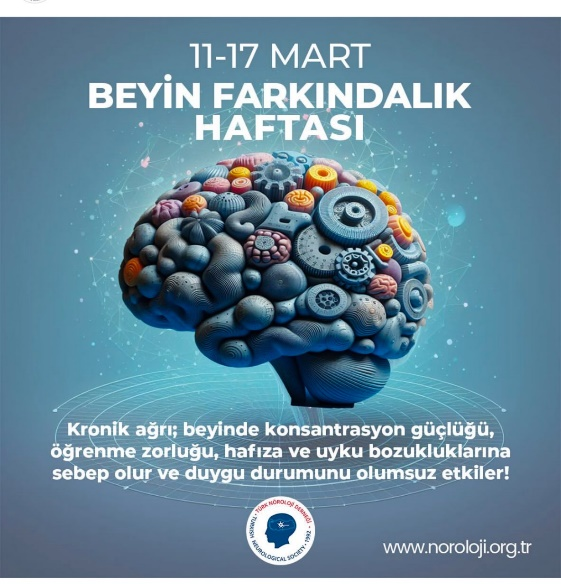 11-17 MART
BEYİN FARKINDALIK
HAFTASI
Kronik ağrı; beyinde konsantrasyon güçlüğü,
öğrenme zorluğu, hafıza ve uyku bozukluklarına
sebep olur ve duygu durumunu olumsuz etkiler!
TÜRK NÖROLOJİ DERNEĞİ
TURKISH NEUROLOGICAL SOCIETY • 1992
www.noroloji.org.tr